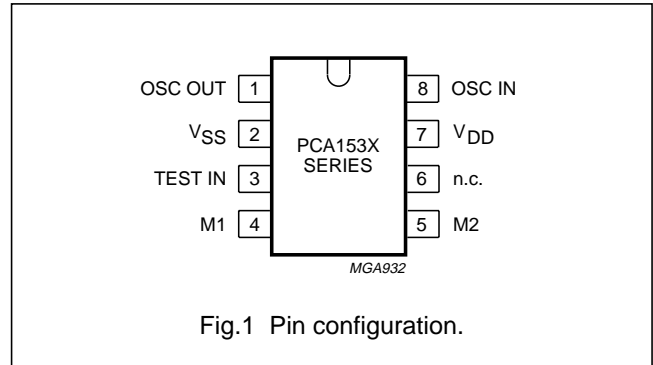 OSC OUT 1 8 OSC IN
VSS 2 7 VDD
PCA153X
SERIES
TEST IN 3 6 n.c.
M1 4 5 M2
MGA932
Fig.1 Pin configuration.